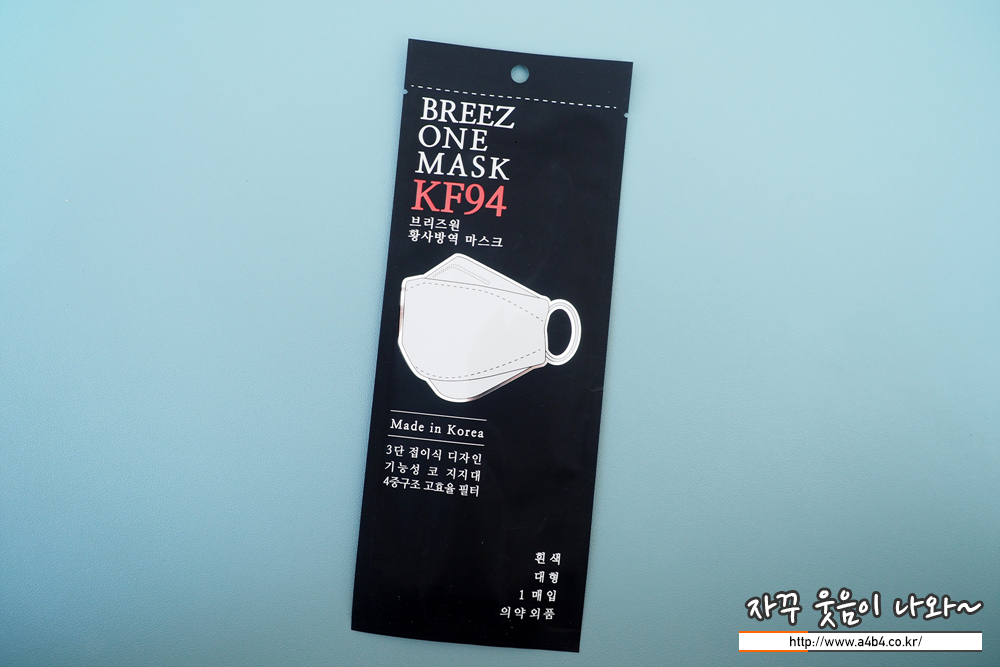 BREEZ
ONE
MASK
KF94
브리즈원
황사방역 마스크
Made in Korea
3단 접이식 디자인
기능성 코 지지대
4중구조 고효율 필터
흰색
대형
1매입
의약외품
자꾸 웃음이 나와~
http://www.a4b4.co.kr/